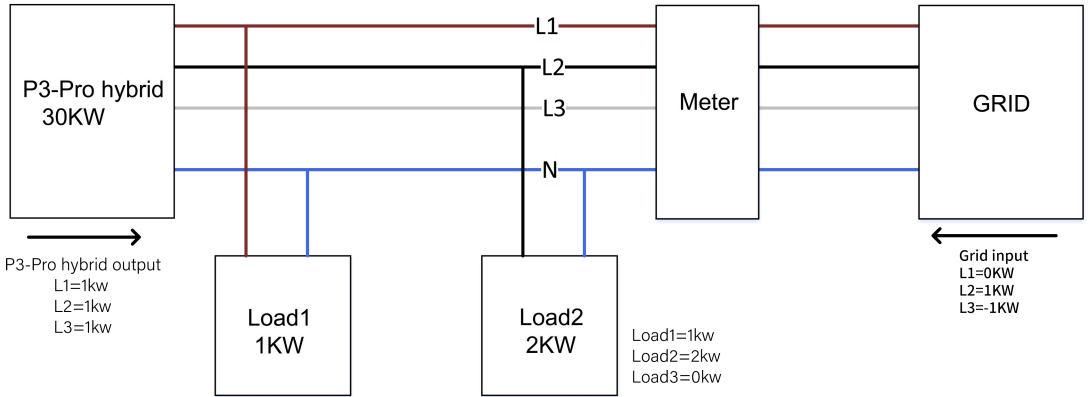 L1
L2
L3
N
P3-Pro hybrid
30KW
Meter
GRID
P3-Pro hybrid output
L1=1kw
L2=1kw
L3=1kw
Grid input
L1=0KW
L2=1KW
L3=-1KW
Load1
1KW
Load2
2KW
Load1=1kw
Load2=2kw
Load3=0kw